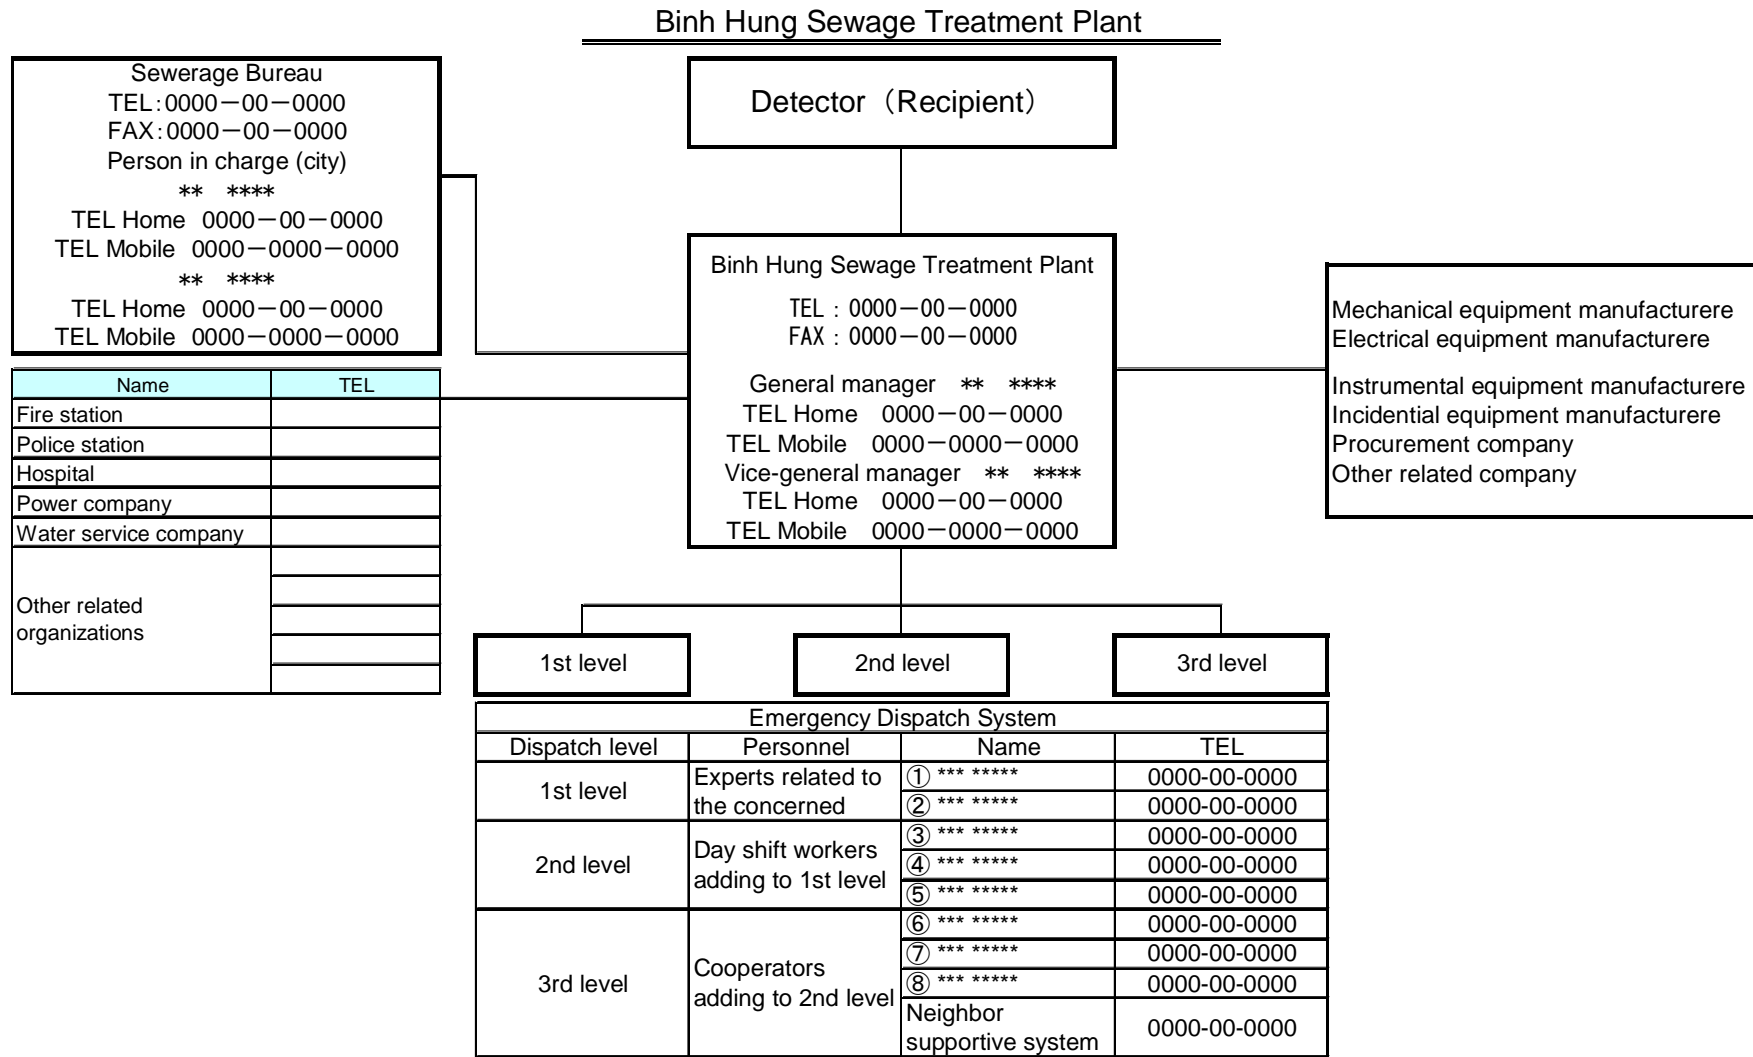 Binh Hung Sewage Treatment Plant
Sewerage Bureau
TEL:0000－00－0000
FAX:0000－00－0000
Person in charge (city)
** ****
TEL Home 0000－00－0000
TEL Mobile 0000－0000－0000
** ****
TEL Home 0000－00－0000
TEL Mobile 0000－0000－0000
Detector（Recipient）
Binh Hung Sewage Treatment Plant
TEL：0000－00－0000
FAX：0000－00－0000
General manager ** ****
TEL Home 0000－00－0000
TEL Mobile 0000－0000－0000
Vice-general manager ** ****
TEL Home 0000－00－0000
TEL Mobile 0000－0000－0000
Mechanical equipment manufacturere
Electrical equipment manufacturere
Instrumental equipment manufacturere
Incidential equipment manufacturere
Procurement company
Other related company
Name TEL
Fire station
Police station
Hospital
Power company
Water service company
Other related
organizations
1st level 2nd level 3rd level
Emergency Dispatch System
Dispatch level Personnel Name TEL
1st level
Experts related to
the concerned
① *** ***** 0000-00-0000
② *** ***** 0000-00-0000
2nd level
Day shift workers
adding to 1st level
③ *** ***** 0000-00-0000
④ *** ***** 0000-00-0000
⑤ *** ***** 0000-00-0000
3rd level
Cooperators
adding to 2nd level
⑥ *** ***** 0000-00-0000
⑦ *** ***** 0000-00-0000
⑧ *** ***** 0000-00-0000
Neighbor
supportive system
0000-00-0000